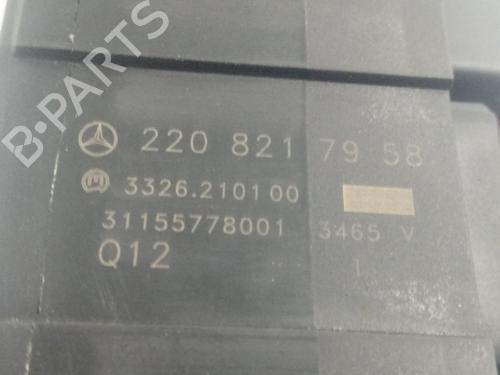 B-PARTS
220 821 79 58
3326.2101 00
31155778001 3465 V
Q12